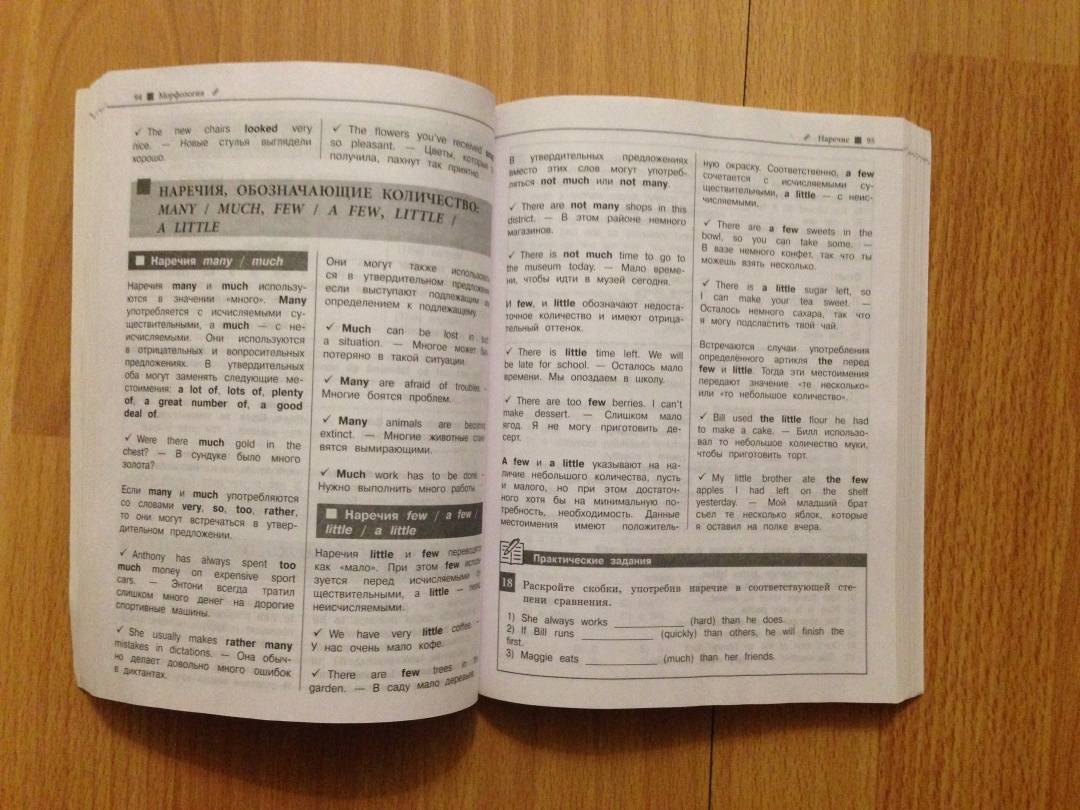 94 ■ Морфология
✓ The new chairs looked very
nice. — Новые стулья выглядели
хорошо.
✓ The flowers you've received
so pleasant. — Цветы, которые
получила, пахнут так приятно.
НАРЕЧИЯ, ОБОЗНАЧАЮЩИЕ КОЛИЧЕСТВО:
MANY / MUCH, FEW / A FEW, LITTLE /
A LITTLE
■ Наречия many / much
Наречия many и much использу-
ются в значении «много». Many
употребляется с исчисляемыми су-
ществительными, а much — с не-
исчисляемыми. Они используются
в отрицательных и вопросительных
предложениях. В утвердительных
оба могут заменять следующие ме-
стоимения: a lot of, lots of, plenty
of, a great number of, a good
deal of.
✓ Were there much gold in the
chest? — В сундуке было много
золота?
Если many и much употребляются
со словами very, so, too, rather,
то они могут встречаться в утвер-
дительном предложении.
✓ Anthony has always spent too
much money on expensive sport
cars. — Энтони всегда тратил
слишком много денег на дорогие
спортивные машины.
✓ She usually makes rather many
mistakes in dictations. — Она обыч-
но делает довольно много ошибок
в диктантах.
Они могут также использовать-
ся в утвердительном предложении,
если выступают подлежащим или
определением к подлежащему.
✓ Much can be lost in
a situation. — Многое может быть
потеряно в такой ситуации.
✓ Many are afraid of troubles. -
Многие боятся проблем.
✓ Many animals are becoming
extinct. — Многие животные стано-
вятся вымирающими.
✓ Much work has to be done. -
Нужно выполнить много работы.
■ Наречия few / a few /
little / a little
Наречия little и few переводятся
как «мало». При этом few исполь-
зуется перед исчисляемыми су-
ществительными, а little — перед
неисчисляемыми.
✓ We have very little coffee. -
У нас очень мало кофе.
✓ There are few trees in the
garden. — В саду мало деревьев.
Наречие ■ 95
В утвердительных предложениях
вместо этих слов могут употреб-
ляться not much или not many.
✓ There are not many shops in this
district. — В этом районе немного
магазинов.
✓ There is not much time to go to
the museum today. — Мало време-
ни, чтобы идти в музей сегодня.
И few, и little обозначают недоста-
точное количество и имеют отрица-
тельный оттенок.
✓ There is little time left. We will
be late for school. — Осталось мало
времени. Мы опоздаем в школу.
✓ There are too few berries. I can't
make dessert. — Слишком мало
ягод. Я не могу приготовить де-
серт.
A few и a little указывают на на-
личие небольшого количества, пусть
и малого, но при этом достаточ-
ного хотя бы на минимальную по-
требность, необходимость. Данные
местоимения имеют положитель-
ную окраску. Соответственно, a few
сочетается с исчисляемыми су-
ществительными, a little — с неис-
числяемыми.
✓ There are a few sweets in the
bowl, so you can take some. —
В вазе немного конфет, так что ты
можешь взять несколько.
✓ There is a little sugar left, so
I can make your tea sweet. —
Осталось немного сахара, так что
я могу подсластить твой чай.
Встречаются случаи употребления
определённого артикля the перед
few и little. Тогда эти местоимения
передают значение «те несколько»
или «то небольшое количество».
✓ Bill used the little flour he had
to make a cake. — Билл использо-
вал то небольшое количество муки,
чтобы приготовить торт.
✓ My little brother ate the few
apples I had left on the shelf
yesterday. — Мой младший брат
съел те несколько яблок, которые
я оставил на полке вчера.
Практические задания
18 Раскройте скобки, употребив наречие в соответствующей сте-
пени сравнения.
1) She always works ____________ (hard) than he does.
2) If Bill runs ____________ (quickly) than others, he will finish the
first.
3) Maggie eats ____________ (much) than her friends.